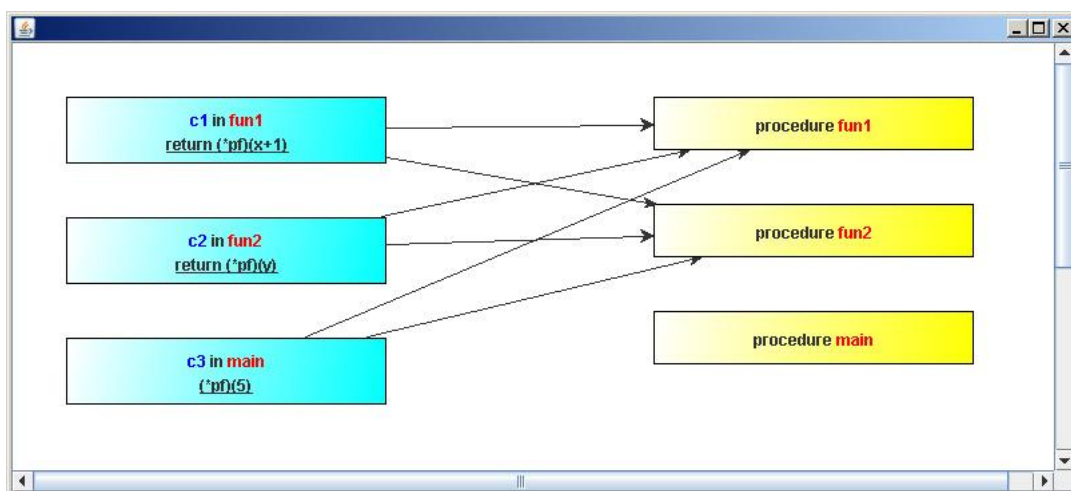 c1 in fun1
return (*pf)(x+1)
procedure fun1
c2 in fun2
return (*pf)(y)
procedure fun2
c3 in main
(*pf)(5)
procedure main